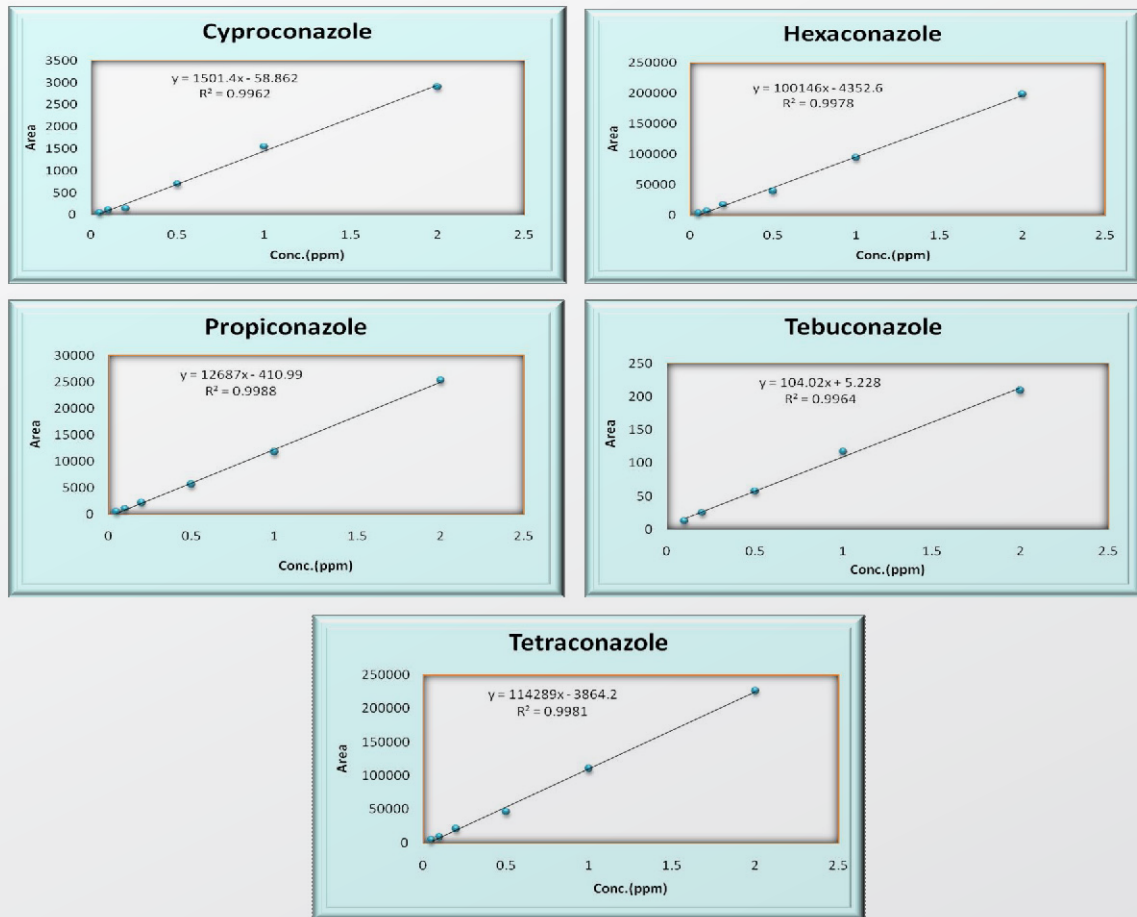 Cyproconazole
y = 1501.4x - 58.862
R² = 0.9962
3500
3000
2500
2000
1500
1000
500
0
Area
0 0.5 1 1.5 2 2.5
Conc.(ppm)
Hexaconazole
y = 100146x - 4352.6
R² = 0.9978
250000
200000
150000
100000
50000
0
Area
0 0.5 1 1.5 2 2.5
Conc.(ppm)
Propiconazole
y = 12687x - 410.99
R² = 0.9988
30000
25000
20000
15000
10000
5000
0
Area
0 0.5 1 1.5 2 2.5
Conc.(ppm)
Tebuconazole
y = 104.02x + 5.228
R² = 0.9964
250
200
150
100
50
0
Area
0 0.5 1 1.5 2 2.5
Conc.(ppm)
Tetraconazole
y = 114289x - 3864.2
R² = 0.9981
250000
200000
150000
100000
50000
0
Area
0 0.5 1 1.5 2 2.5
Conc.(ppm)